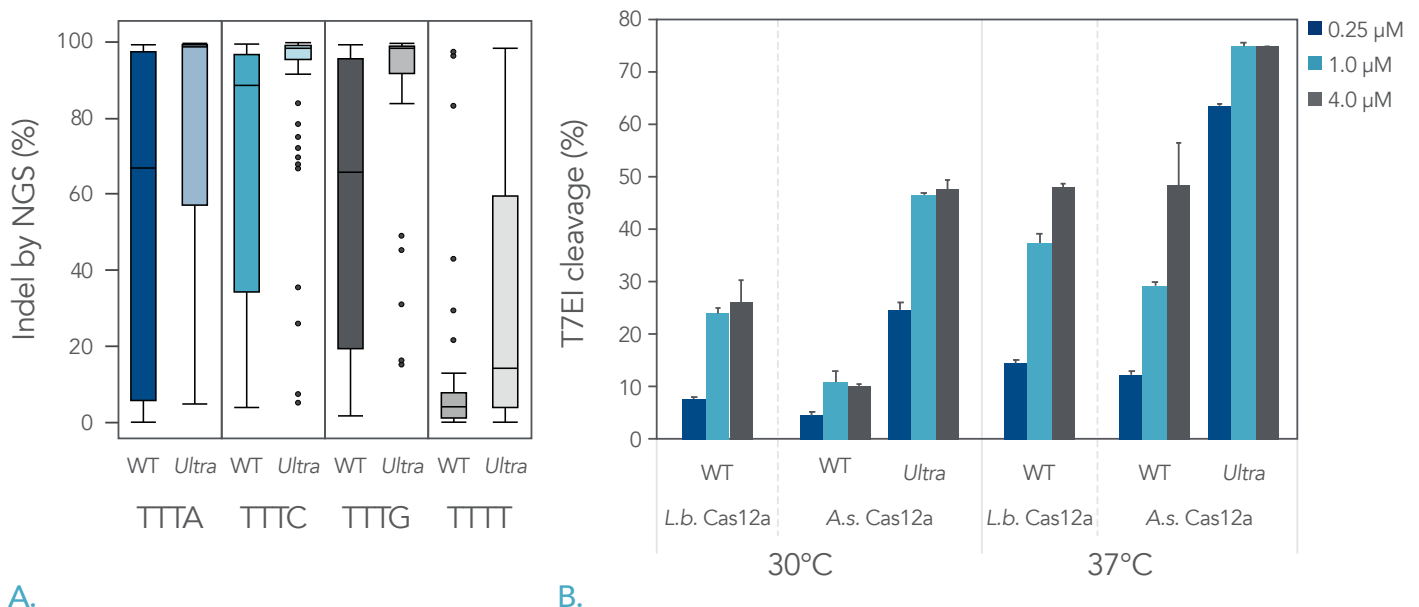 Indel by NGS (%)
100
80
60
40
20
0
WT Ultra WT Ultra WT Ultra WT Ultra
TTTA TTTC TTTG TTTT
A.
T7EI cleavage (%)
80
70
60
50
40
30
20
10
0
0.25 µM
1.0 µM
4.0 µM
WT WT Ultra WT WT Ultra
L.b. Cas12a A.s. Cas12a L.b. Cas12a A.s. Cas12a
30°C 37°C
B.